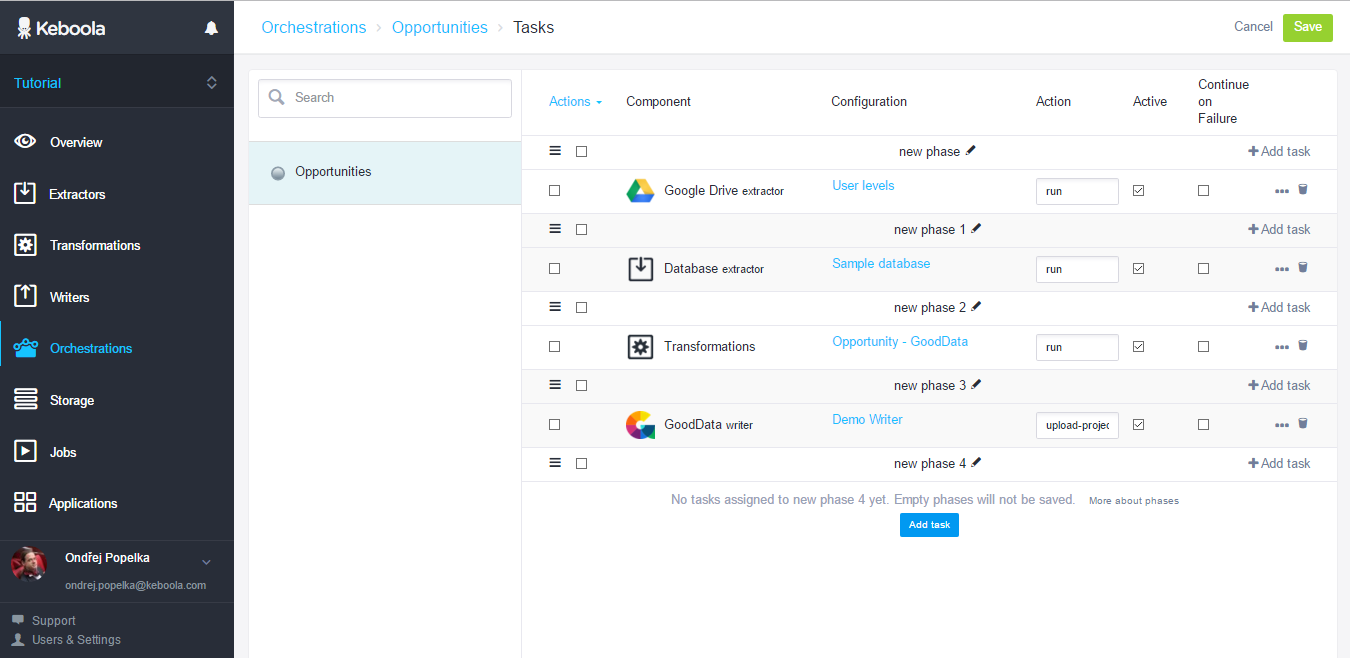 Keboola
Orchestrations › Opportunities › Tasks
Cancel
Save
Tutorial
Overview
Extractors
Transformations
Writers
Orchestrations
Storage
Jobs
Applications
Ondřej Popelka
ondrej.popelka@keboola.com
Support
Users & Settings
Search
Opportunities
Actions Component Configuration Action Active Continue on Failure
new phase Add task
Google Drive extractor User levels run
new phase 1 Add task
Database extractor Sample database run
new phase 2 Add task
Transformations Opportunity - GoodData run
new phase 3 Add task
GoodData writer Demo Writer upload-projec
new phase 4 Add task
No tasks assigned to new phase 4 yet. Empty phases will not be saved. More about phases
Add task